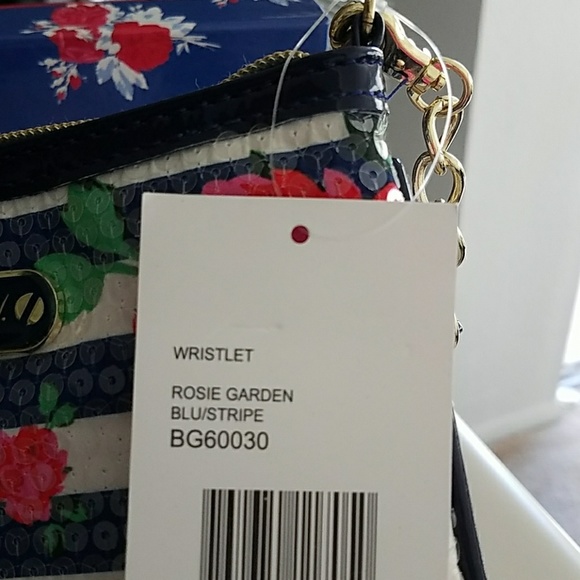 WRISTLET
ROSIE GARDEN
BLU/STRIPE
BG60030